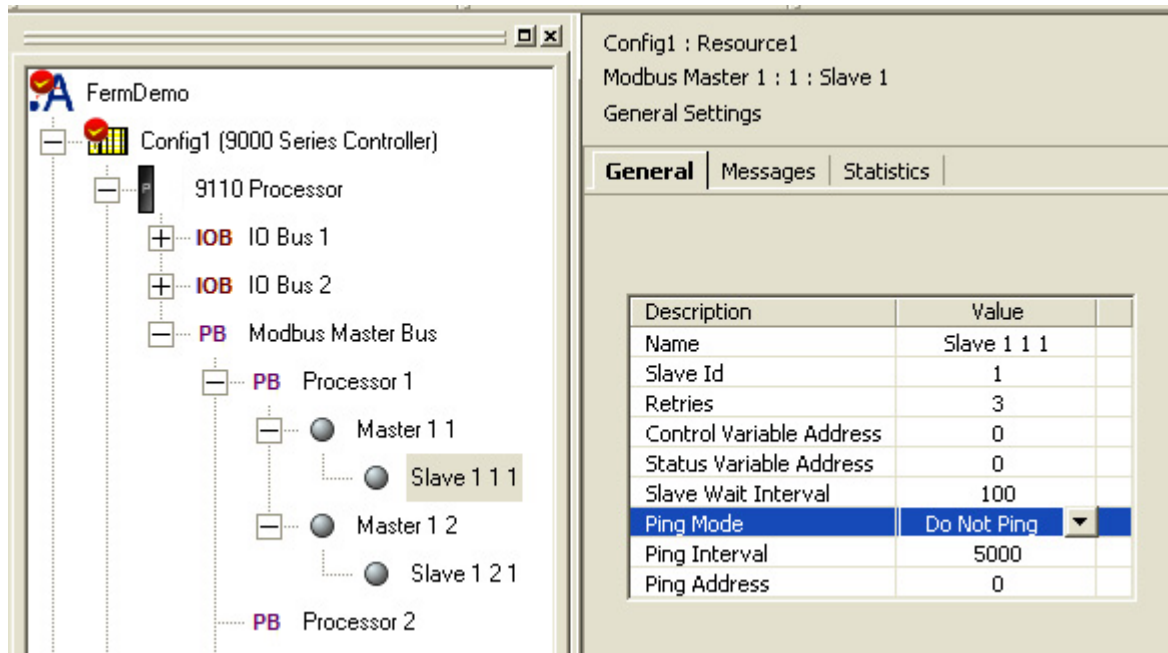 FermDemo
Config1 (9000 Series Controller)
P
9110 Processor
IOB IO Bus 1
IOB IO Bus 2
PB Modbus Master Bus
PB Processor 1
Master 1 1
Slave 1 1 1
Master 1 2
Slave 1 2 1
PB Processor 2
Config1 : Resource1
Modbus Master 1 : 1 : Slave 1
General Settings
General Messages Statistics
Description Value
Name Slave 1 1 1
Slave Id 1
Retries 3
Control Variable Address 0
Status Variable Address 0
Slave Wait Interval 100
Ping Mode Do Not Ping
Ping Interval 5000
Ping Address 0